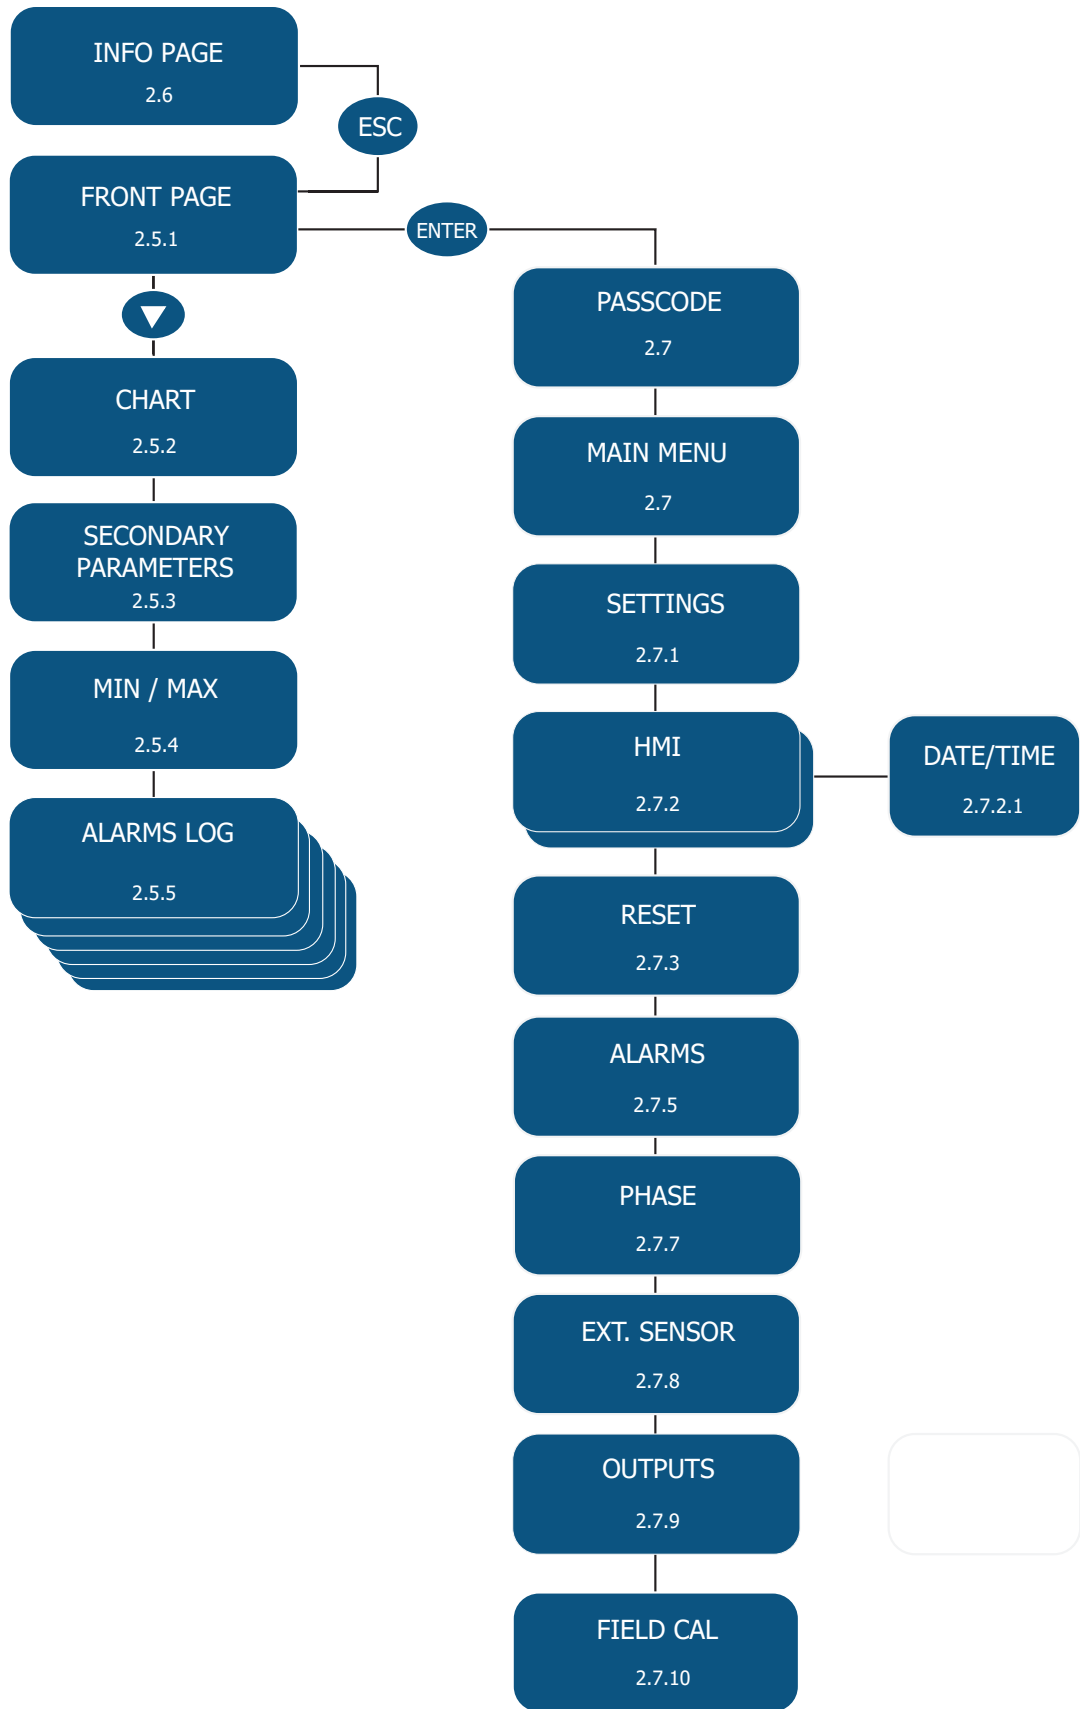 INFO PAGE
2.6
ESC
FRONT PAGE
2.5.1
ENTER
CHART
2.5.2
SECONDARY
PARAMETERS
2.5.3
MIN / MAX
2.5.4
ALARMS LOG
2.5.5
PASSCODE
2.7
MAIN MENU
2.7
SETTINGS
2.7.1
HMI
2.7.2
DATE/TIME
2.7.2.1
RESET
2.7.3
ALARMS
2.7.5
PHASE
2.7.7
EXT. SENSOR
2.7.8
OUTPUTS
2.7.9
FIELD CAL
2.7.10